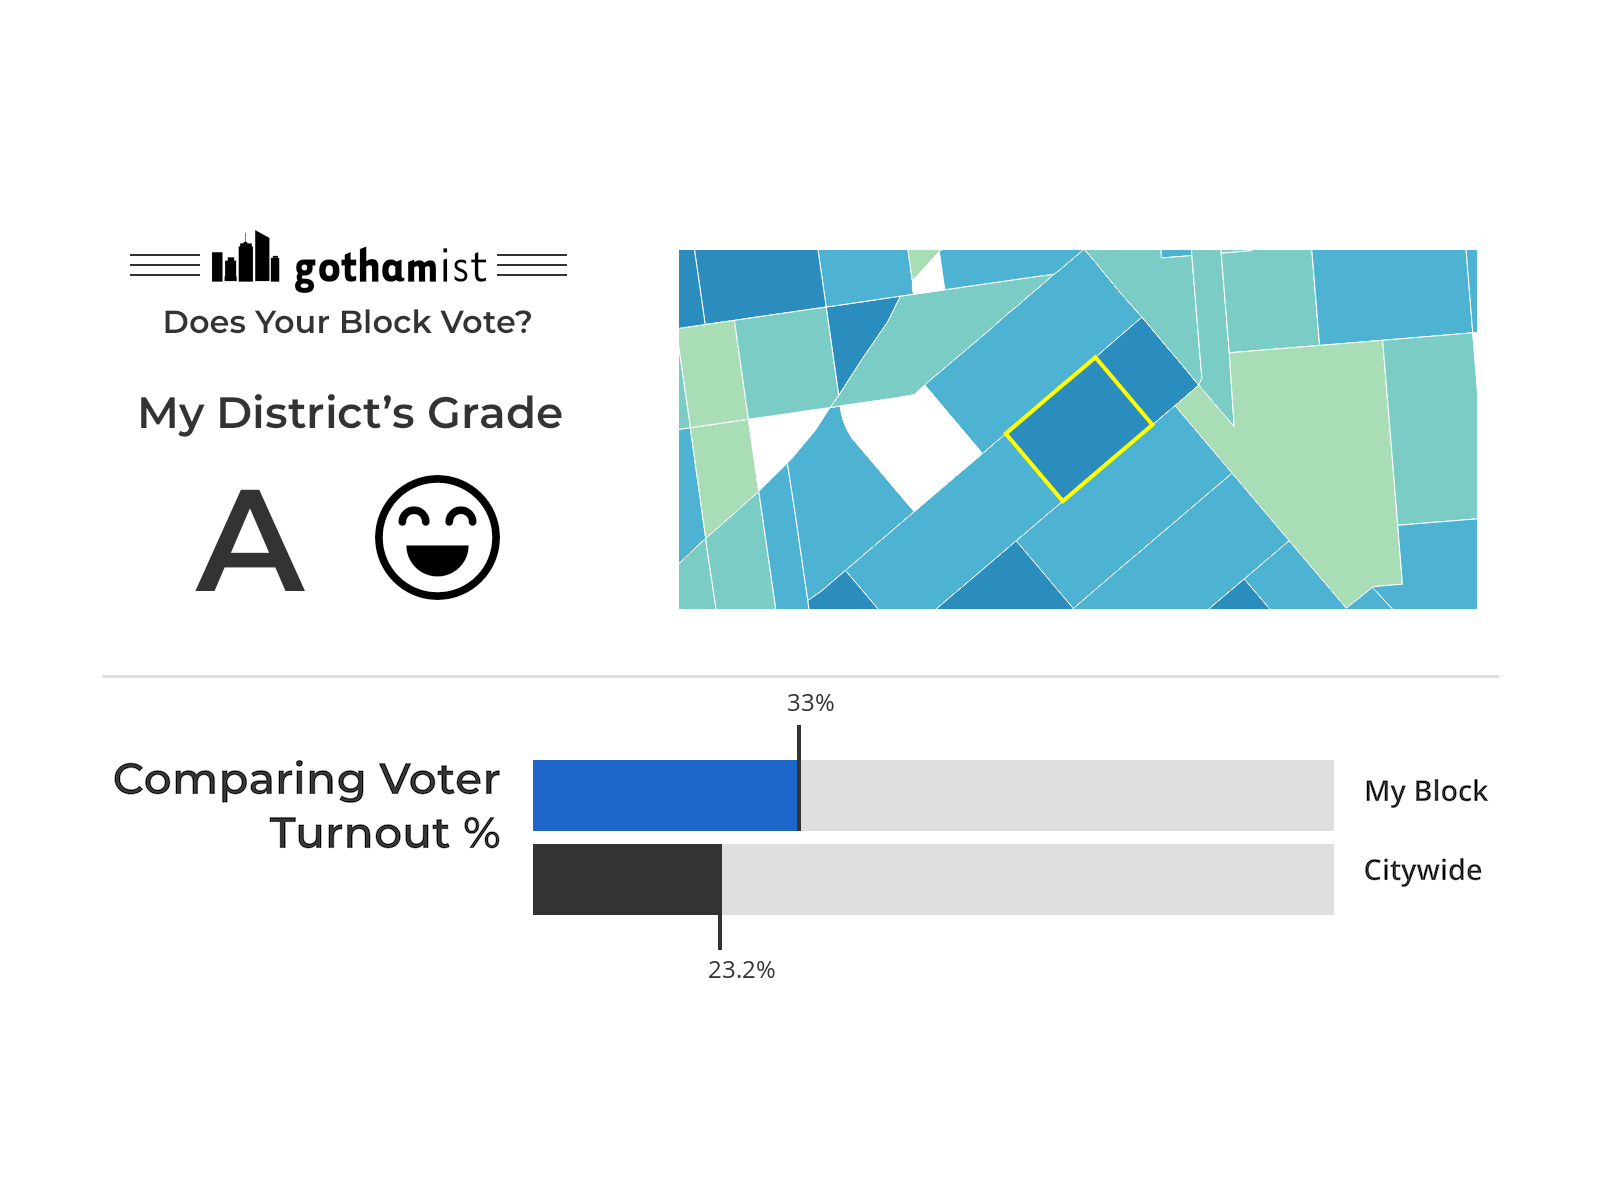 gothamist
Does Your Block Vote?
My District’s Grade
A
33%
Comparing Voter
Turnout %
My Block
Citywide
23.2%